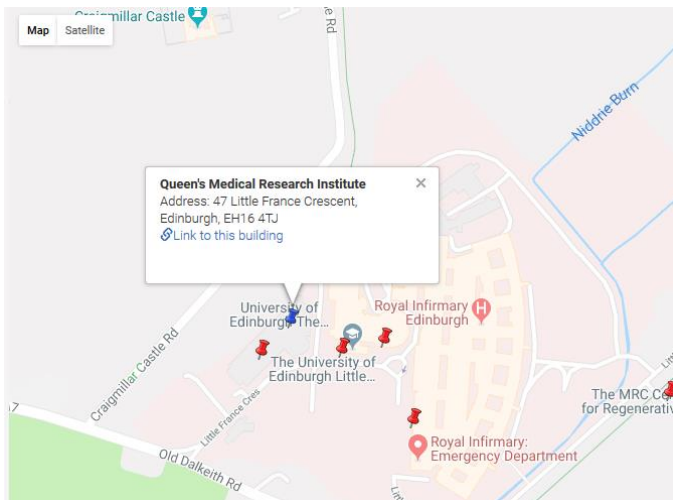 Craigmillar Castle
Map
Satellite
Rd
Niddrie Burn
Queen's Medical Research Institute
Address: 47 Little France Crescent,
Edinburgh, EH16 4TJ
Link to this building
University of
Edinburgh The...
Royal Infirmary
Edinburgh
H
The University of
Edinburgh Little...
Craigmillar Castle Rd
Little France Cres
The MRC Ce
for Regenerativ
Royal Infirmary:
Emergency Department
Old Dalkeith Rd